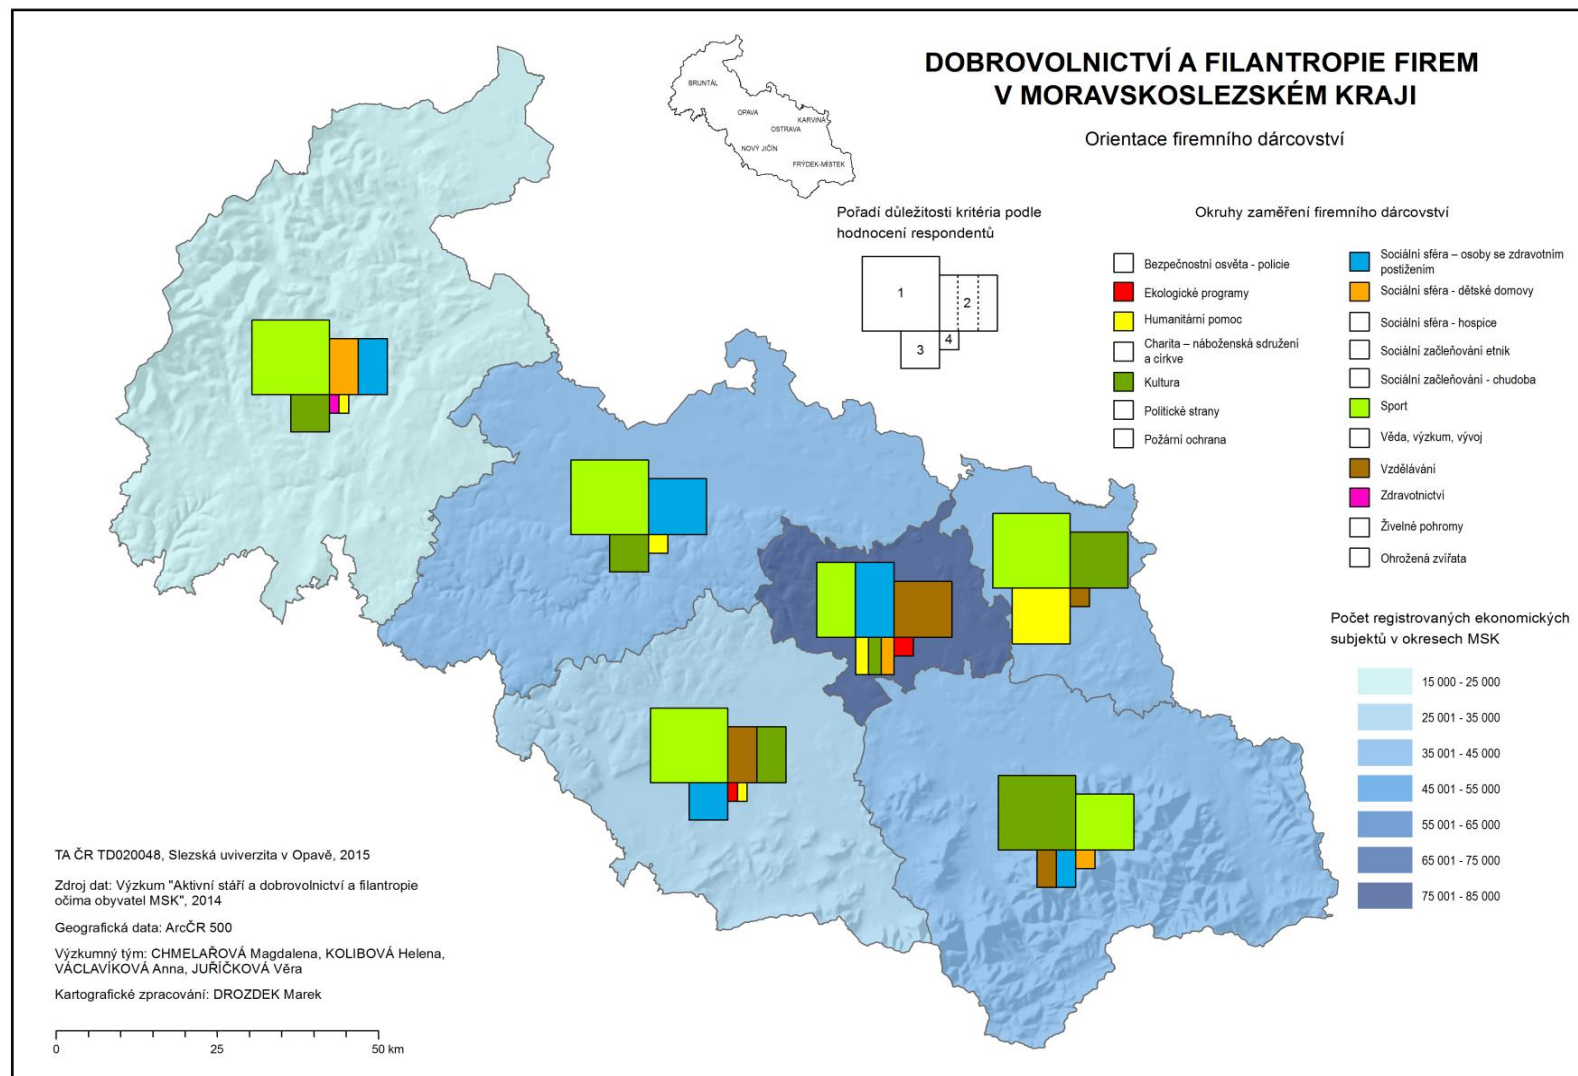 DOBROVOLNICTVÍ A FILANTROPIE FIREM
V MORAVSKOSLEZSKÉM KRAJI
Orientace firemního dárcovství
BRUNTÁL
OPAVA
KARVINÁ
OSTRAVA
NOVÝ JIČÍN
FRÝDEK-MÍSTEK
Pořadí důležitosti kritéria podle
hodnocení respondentů
1
2
3
4
Okruhy zaměření firemního dárcovství
Bezpečnostní osvěta - policie
Ekologické programy
Humanitární pomoc
Charita – náboženská sdružení
a cirkve
Kultura
Politické strany
Požární ochrana
Sociální sféra – osoby se zdravotním
postižením
Sociální sféra - dětské domovy
Sociální sféra - hospice
Sociální začleňování etnik
Sociální začleňování - chudoba
Sport
Věda, výzkum, vývoj
Vzdělávání
Zdravotnictví
Živelné pohromy
Ohrožená zvířata
Počet registrovaných ekonomických
subjektů v okresech MSK
15 000 - 25 000
25 001 - 35 000
35 001 - 45 000
45 001 - 55 000
55 001 - 65 000
65 001 - 75 000
75 001 - 85 000
TA ČR TD020048, Slezská uviverzita v Opavě, 2015
Zdroj dat: Výzkum "Aktivní stáří a dobrovolnictví a filantropie
očima obyvatel MSK", 2014
Geografická data: ArcČR 500
Výzkumný tým: CHMELAŘOVÁ Magdalena, KOLIBOVÁ Helena,
VÁCLAVÍKOVÁ Anna, JUŘÍČKOVÁ Věra
Kartografické zpracování: DROZDEK Marek
0 25 50 km